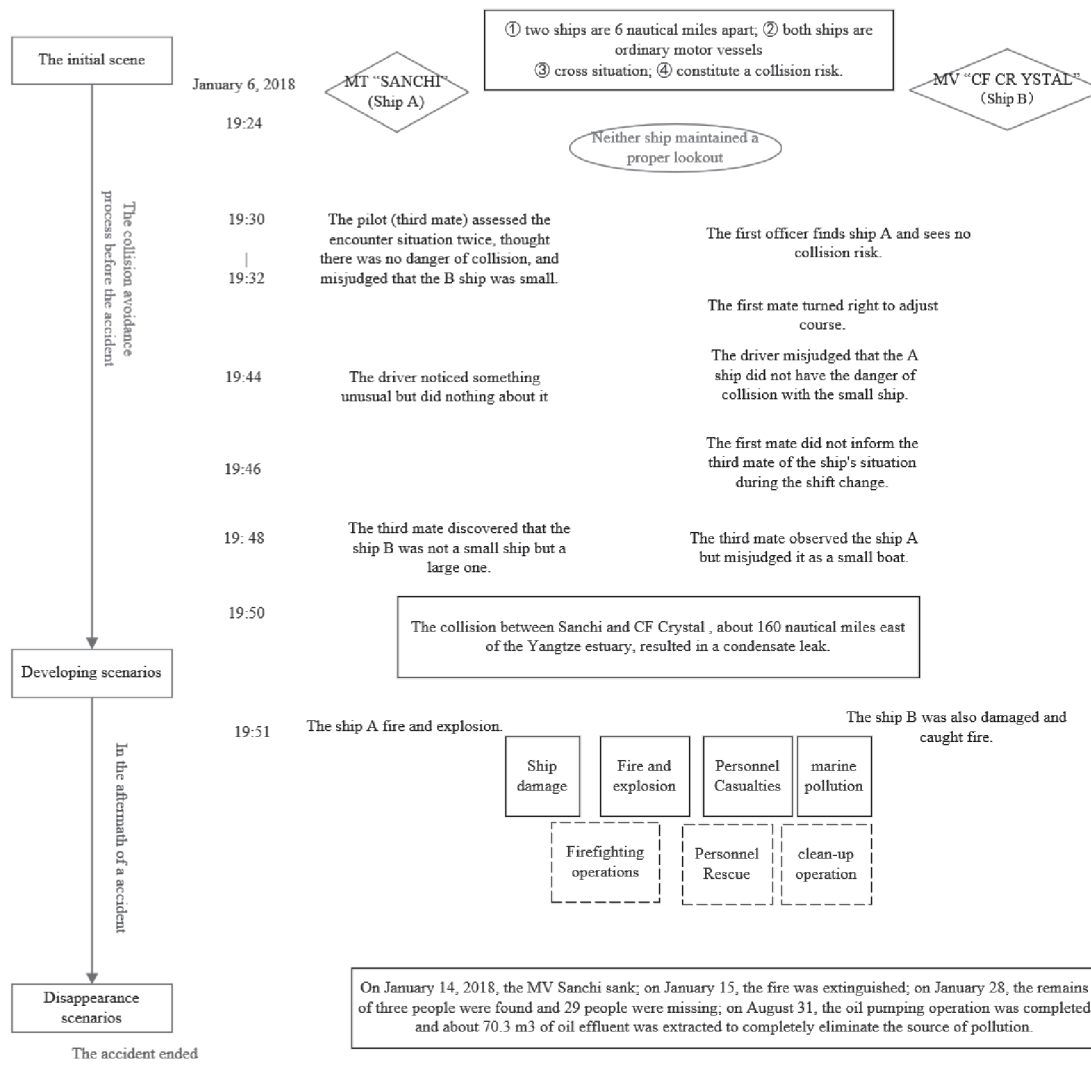 The initial scene
① two ships are 6 nautical miles apart; ② both ships are
ordinary motor vessels
③ cross situation; ④ constitute a collision risk.
January 6, 2018
MT “SANCHI”
(Ship A)
MV “CF CR YSTAL”
(Ship B)
19:24
Neither ship maintained a
proper lookout
The collision avoidance
process before the accident
19:30
|
19:32
The pilot (third mate) assessed the
encounter situation twice, thought
there was no danger of collision, and
misjudged that the B ship was small.
The first officer finds ship A and sees no
collision risk.
The first mate turned right to adjust
course.
19:44
The driver noticed something
unusual but did nothing about it
The driver misjudged that the A
ship did not have the danger of
collision with the small ship.
19:46
The first mate did not inform the
third mate of the ship's situation
during the shift change.
19: 48
The third mate discovered that the
ship B was not a small ship but a
large one.
The third mate observed the ship A
but misjudged it as a small boat.
19:50
The collision between Sanchi and CF Crystal , about 160 nautical miles east
of the Yangtze estuary, resulted in a condensate leak.
Developing scenarios
19:51
The ship A fire and explosion.
The ship B was also damaged and
caught fire.
In the aftermath of a accident
Ship
damage
Fire and
explosion
Personnel
Casualties
marine
pollution
Firefighting
operations
Personnel
Rescue
clean-up
operation
Disappearance
scenarios
On January 14, 2018, the MV Sanchi sank; on January 15, the fire was extinguished; on January 28, the remains
of three people were found and 29 people were missing; on August 31, the oil pumping operation was completed
and about 70.3 m3 of oil effluent was extracted to completely eliminate the source of pollution.
The accident ended